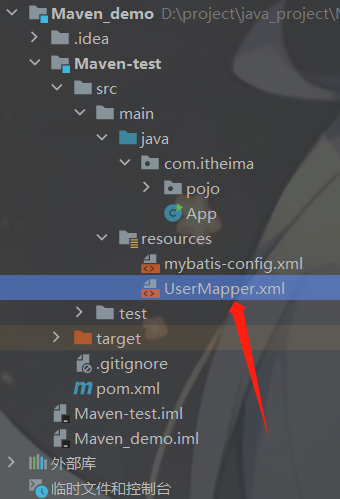 Maven_demo D:\project\java_project\M
.idea
Maven-test
src
main
java
com.itheima
pojo
App
resources
mybatis-config.xml
UserMapper.xml
test
target
.gitignore
pom.xml
Maven-test.iml
Maven_demo.iml
外部库
临时文件和控制台